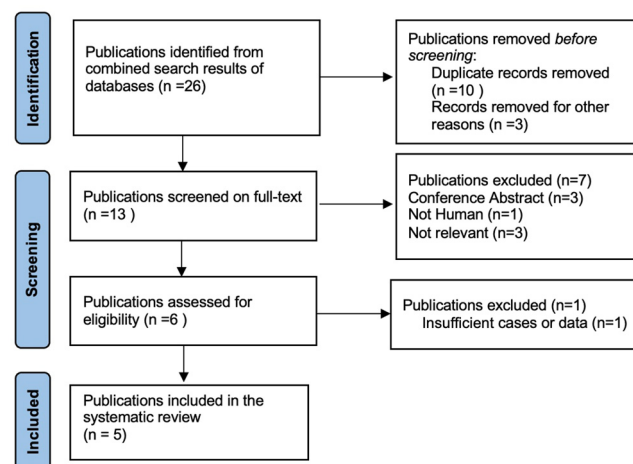 Identification
Publications identified from
combined search results of
databases (n =26)
Publications removed before
screening:
Duplicate records removed
(n =10 )
Records removed for other
reasons (n =3)
Screening
Publications screened on full-text
(n =13 )
Publications excluded (n=7)
Conference Abstract (n=3)
Not Human (n=1)
Not relevant (n=3)
Publications assessed for
eligibility (n =6 )
Publications excluded (n=1)
Insufficient cases or data (n=1)
Included
Publications included in the
systematic review
(n = 5)